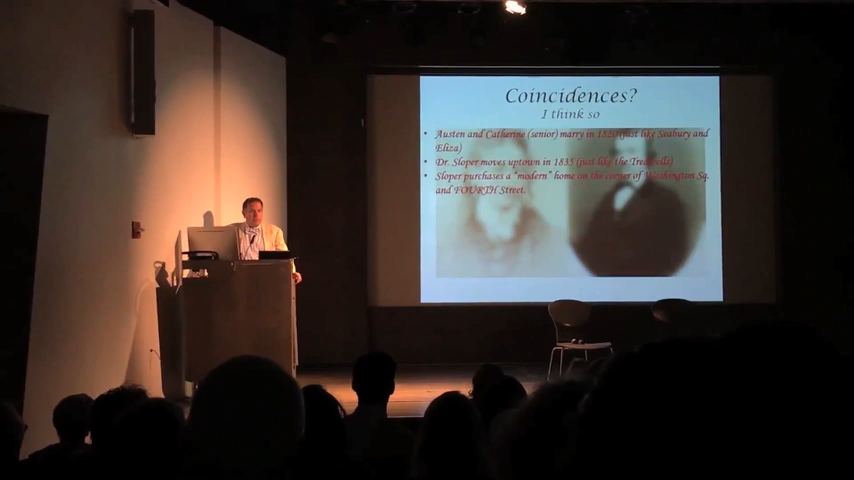 Coincidences?
I think so
• Austen and Catherine (senior) marry in 1820 (just like Seabury and
Eliza)
• Dr. Sloper moves uptown in 1835 (just like the Tredwells)
• Sloper purchases a "modern" home on the corner of Washington Sq.
and FOURTH Street.